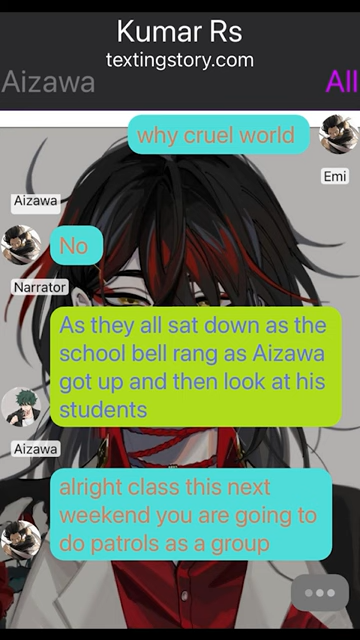 Kumar Rs
textingstory.com
Aizawa
All
why cruel world
Emi
Aizawa
No
Narrator
As they all sat down as the
school bell rang as Aizawa
got up and then look at his
students
Aizawa
alright class this next
weekend you are going to
do patrols as a group